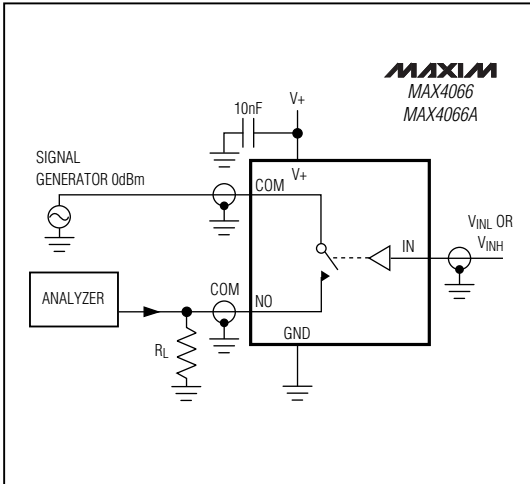 MAXIM
MAX4066
MAX4066A
10nF
V+
SIGNAL
GENERATOR 0dBm
COM
V+
IN
VINL OR
VINH
ANALYZER
COM
NO
GND
RL